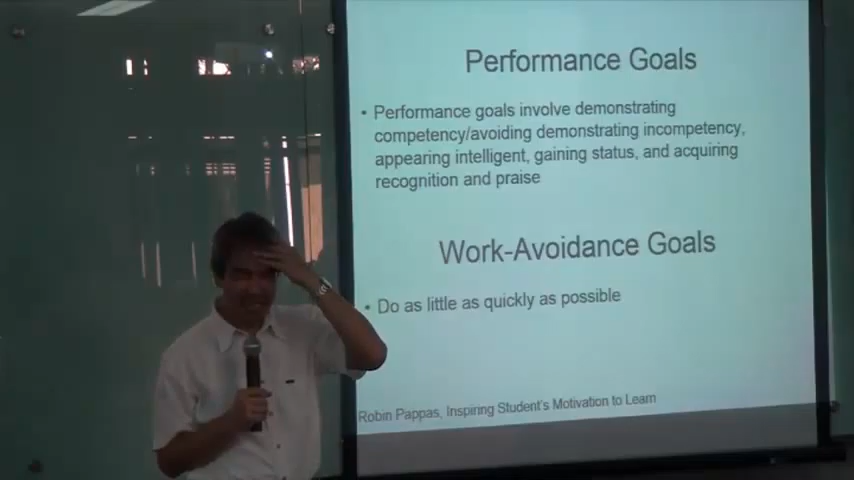 Performance Goals
• Performance goals involve demonstrating
competency/avoiding demonstrating incompetency,
appearing intelligent, gaining status, and acquiring
recognition and praise
Work-Avoidance Goals
• Do as little as quickly as possible
Robin Pappas, Inspiring Student's Motivation to Learn